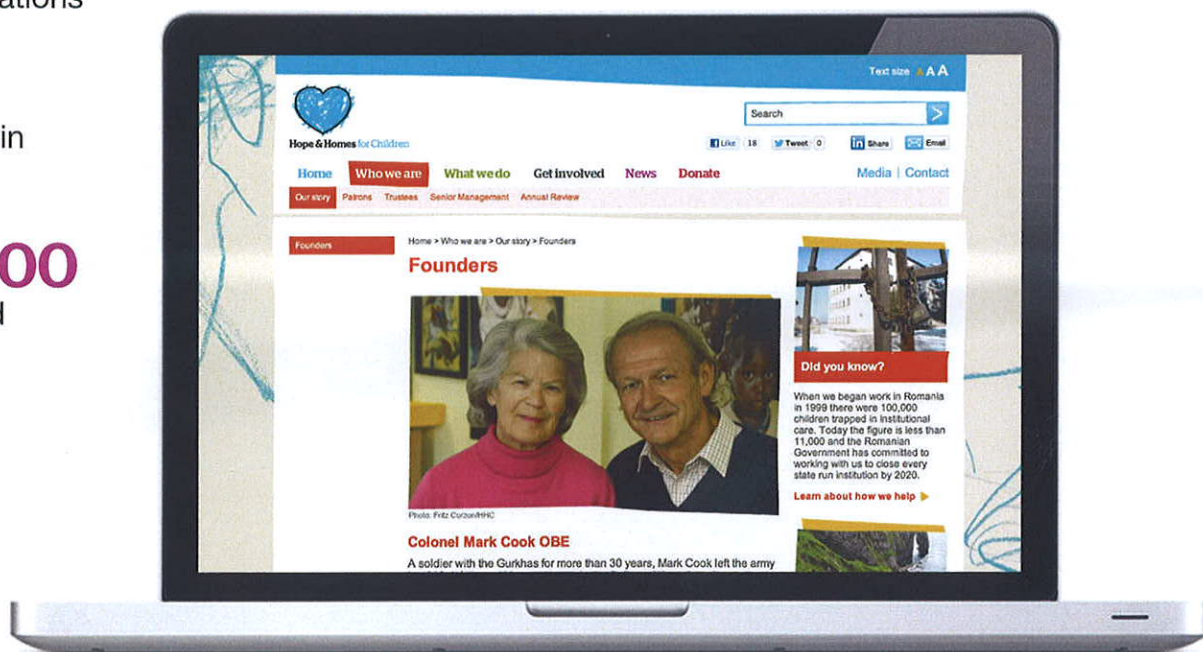 ations
in
00
d
Text size A A A
Hope & Homes for Children
Search
Like 18 Tweet 0 in Share Email
Home Who we are What we do Get involved News Donate Media | Contact
Our story Patrons Trustees Senior Management Annual Review
Founders
Home > Who we are > Our story > Founders
Founders
Photo: Fritz Curzon/HHC
Colonel Mark Cook OBE
A soldier with the Gurkhas for more than 30 years, Mark Cook left the army
Did you know?
When we began work in Romania
in 1999 there were 100,000
children trapped in institutional
care. Today the figure is less than
11,000 and the Romanian
Government has committed to
working with us to close every
state run institution by 2020.
Learn about how we help